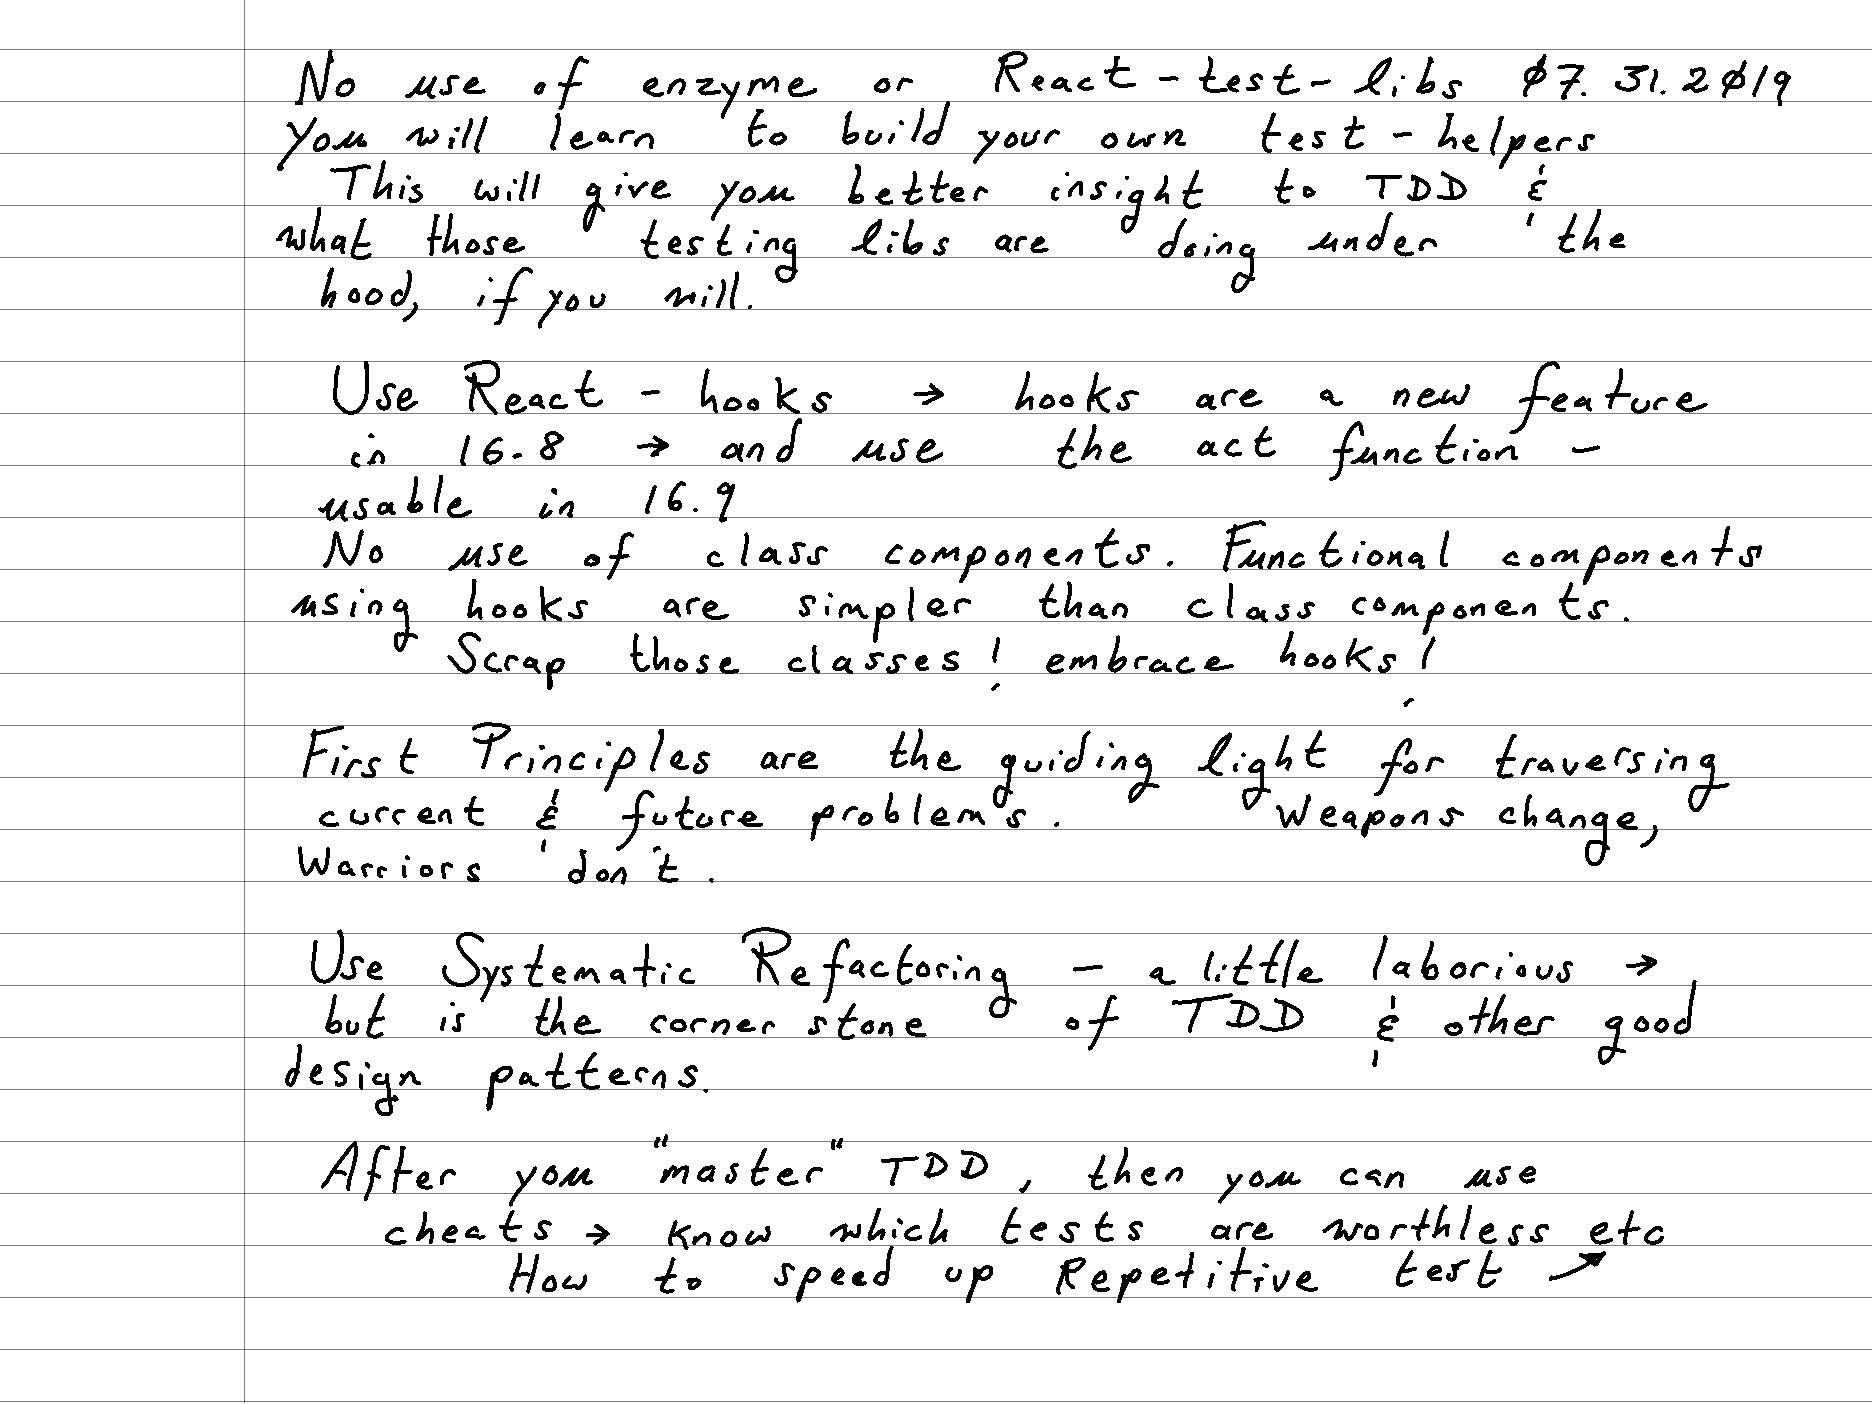 No use of enzyme or React-test-libs 07.31.2019
You will learn to build your own test-helpers
This will give you better insight to TDD &
what those testing libs are doing under the
hood, if you will.
Use React-hooks → hooks are a new feature
in 16.8 → and use the act function -
usable in 16.9
No use of class components. Functional components
using hooks are simpler than class components.
Scrap those classes! embrace hooks!
First Principles are the guiding light for traversing
current & future problem's. Weapons change,
Warriors don't.
Use Systematic Refactoring - a little laborious →
but is the corner stone of TDD & other good
design patterns.
After you "master" TDD, then you can use
cheats → know which tests are worthless etc
How to speed up Repetitive test ↗